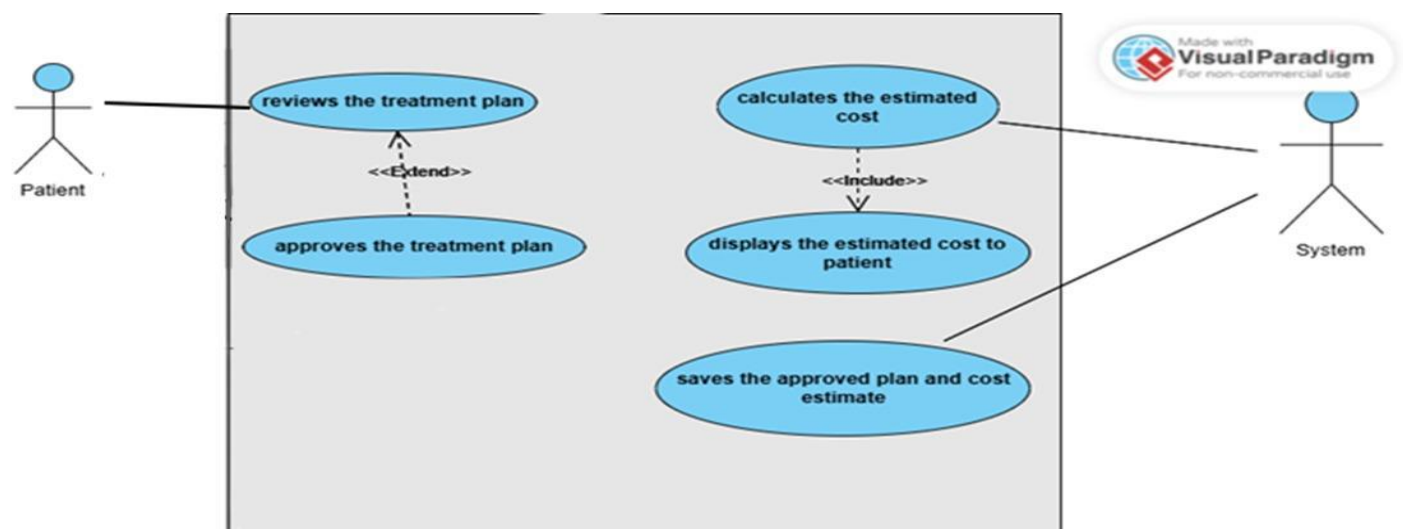 Made with
Visual Paradigm
For non-commercial use
reviews the treatment plan
calculates the estimated
cost
<<Extend>>
<<Include>>
Patient
approves the treatment plan
displays the estimated cost to
patient
System
saves the approved plan and cost
estimate